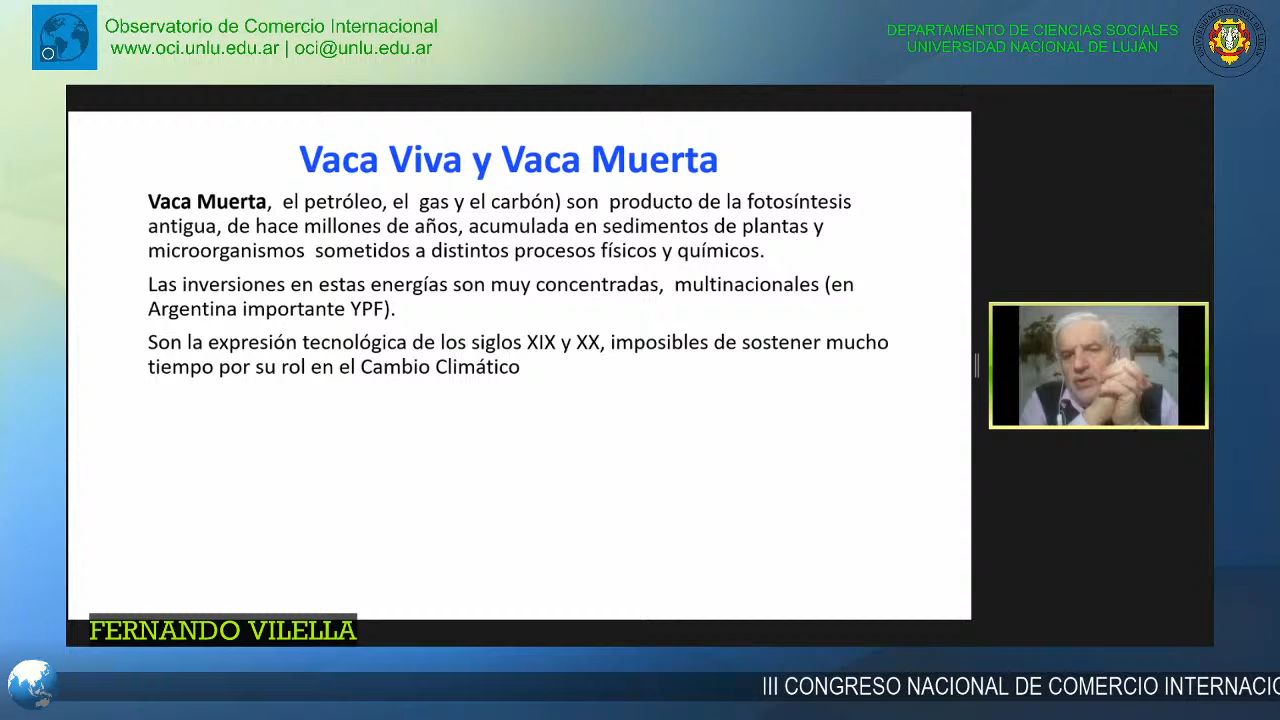 Observatorio de Comercio Internacional
www.oci.unlu.edu.ar | oci@unlu.edu.ar
DEPARTAMENTO DE CIENCIAS SOCIALES
UNIVERSIDAD NACIONAL DE LUJÁN
Vaca Viva y Vaca Muerta
Vaca Muerta, el petróleo, el gas y el carbón) son producto de la fotosíntesis
antigua, de hace millones de años, acumulada en sedimentos de plantas y
microorganismos sometidos a distintos procesos físicos y químicos.
Las inversiones en estas energías son muy concentradas, multinacionales (en
Argentina importante YPF).
Son la expresión tecnológica de los siglos XIX y XX, imposibles de sostener mucho
tiempo por su rol en el Cambio Climático
FERNANDO VILELLA
III CONGRESO NACIONAL DE COMERCIO INTERNACIO